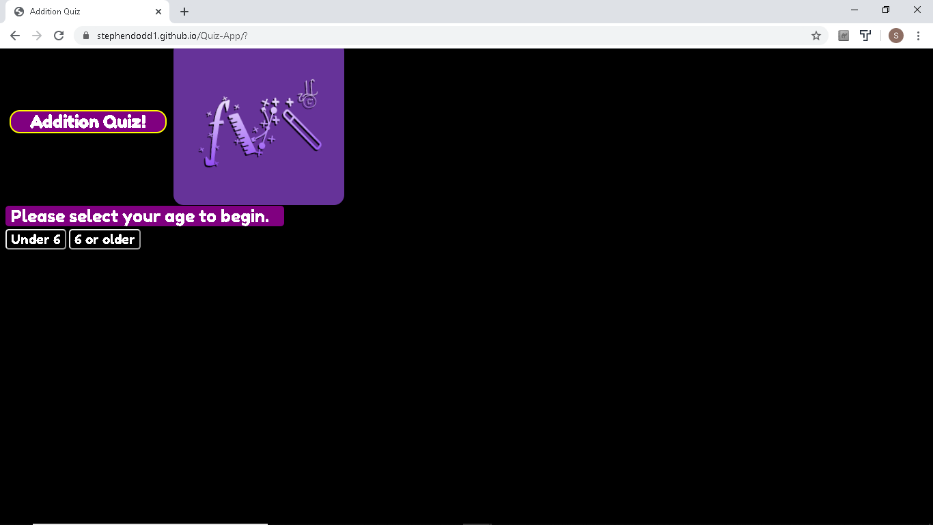 Addition Quiz
stephendodd1.github.io/Quiz-App/?
S
Addition Quiz!
Please select your age to begin.
Under 6
6 or older